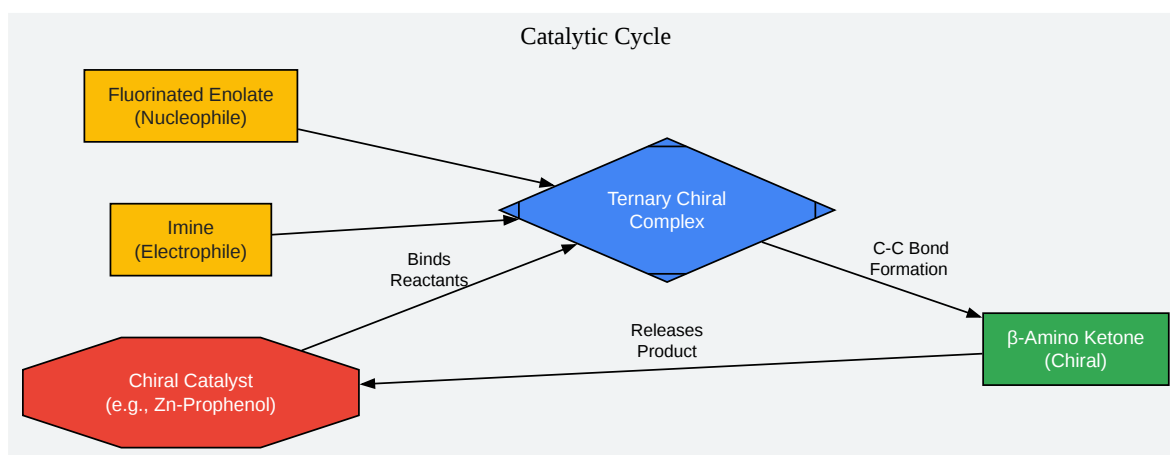 Catalytic Cycle
Fluorinated Enolate
(Nucleophile)
Imine
(Electrophile)
Ternary Chiral
Complex
Binds
Reactants
C-C Bond
Formation
Releases
Product
β-Amino Ketone
(Chiral)
Chiral Catalyst
(e.g., Zn-Prophenol)